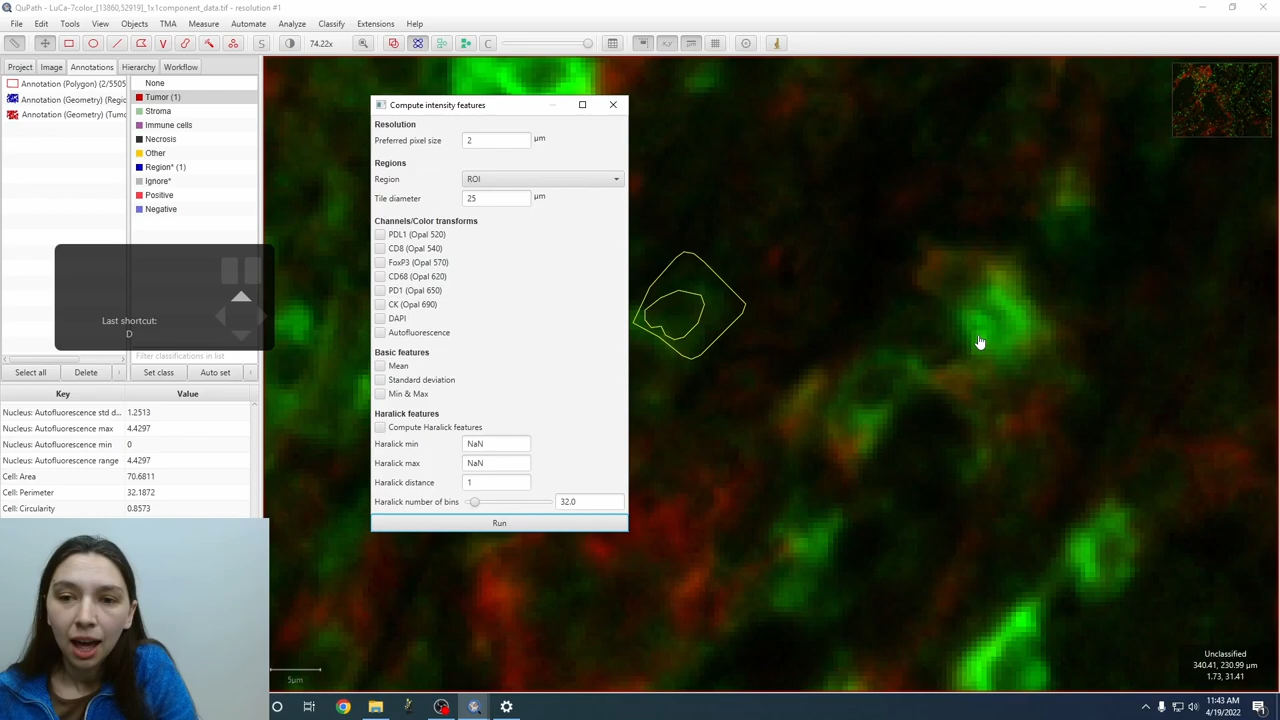 QuPath - LuCa-7color_[13860,52919]_1x1component_data.tif - resolution #1
File Edit Tools View Objects TMA Measure Automate Analyze Classify Extensions Help
74.22x
Project Image Annotations Hierarchy Workflow
Annotation (Polygon) (2/5505
Annotation (Geometry) (Regic
Annotation (Geometry) (Tumc
None
Tumor (1)
Stroma
Immune cells
Necrosis
Other
Region* (1)
Ignore*
Positive
Negative
Last shortcut:
D
Filter classifications in list
Select all Delete Set class Auto set
Key Value
Nucleus: Autofluorescence std d... 1.2513
Nucleus: Autofluorescence max 4.4297
Nucleus: Autofluorescence min 0
Nucleus: Autofluorescence range 4.4297
Cell: Area 70.6811
Cell: Perimeter 32.1872
Cell: Circularity 0.8573
Compute intensity features
Resolution
Preferred pixel size 2 µm
Regions
Region ROI
Tile diameter 25 µm
Channels/Color transforms
PDL1 (Opal 520)
CD8 (Opal 540)
FoxP3 (Opal 570)
CD68 (Opal 620)
PD1 (Opal 650)
CK (Opal 690)
DAPI
Autofluorescence
Basic features
Mean
Standard deviation
Min & Max
Haralick features
Compute Haralick features
Haralick min NaN
Haralick max NaN
Haralick distance 1
Haralick number of bins 32.0
Run
5µm
Unclassified
340.41, 230.99 µm
1.73, 31.41
11:43 AM
4/19/2022